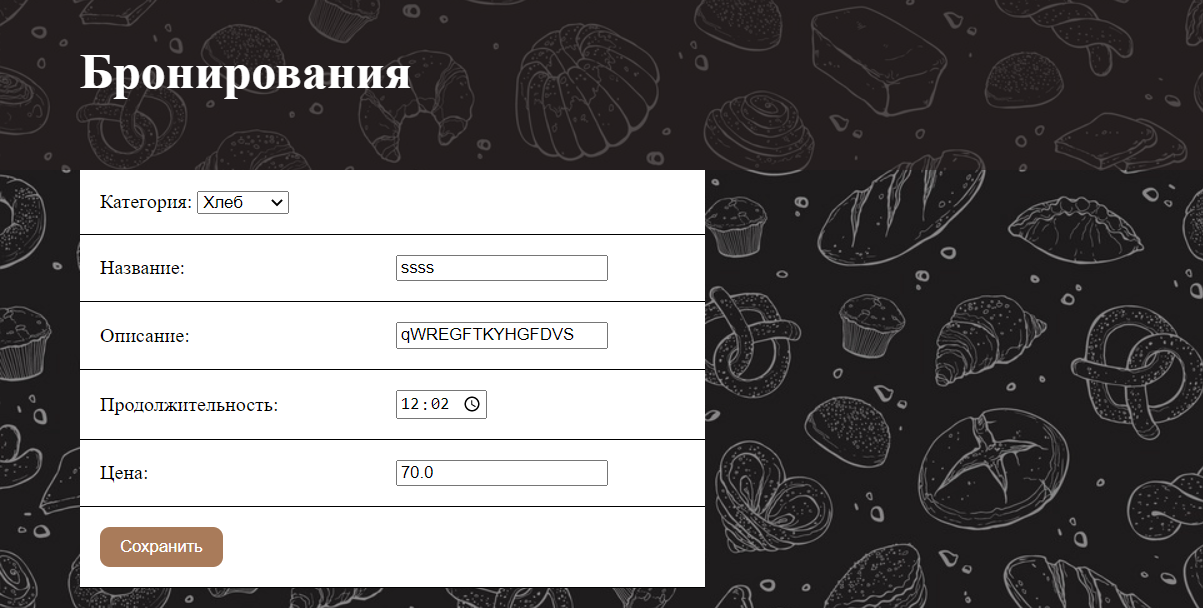 Бронирования
Категория: Хлеб
Название: ssss
Описание: qWREGFTKYHGFDVS
Продолжительность: 12:02
Цена: 70.0
Сохранить